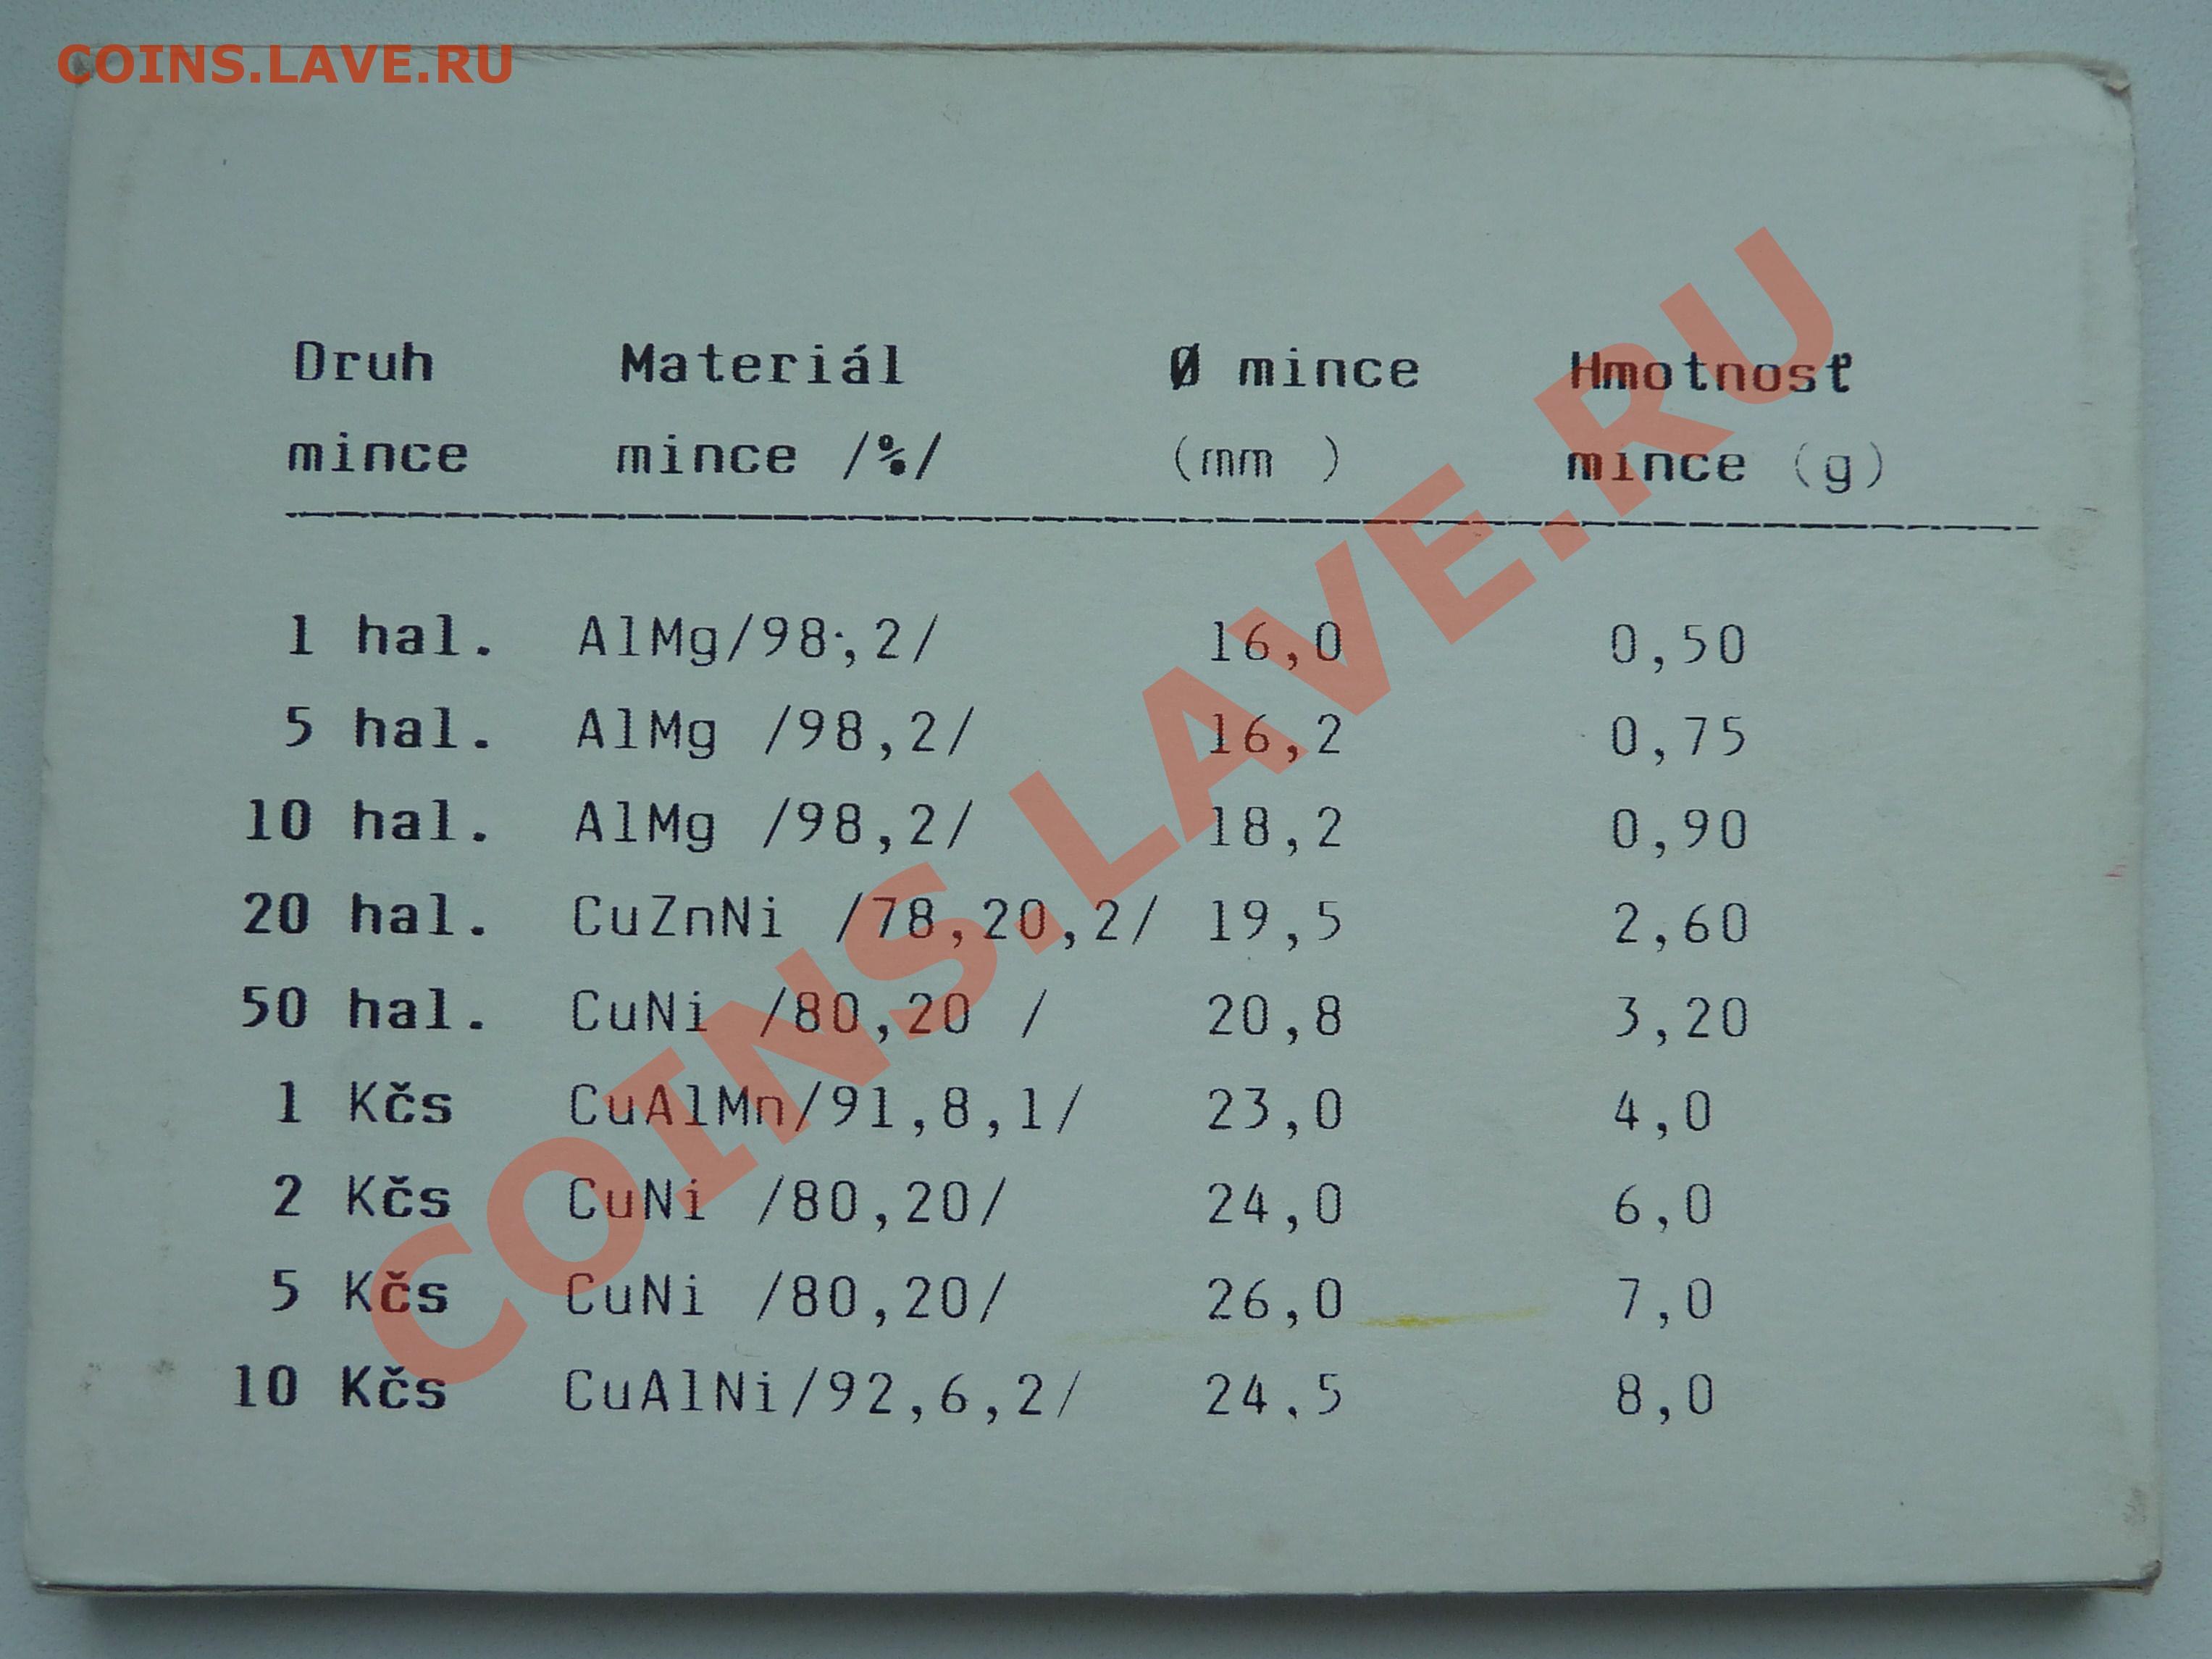 COINS.LAVE.RU
Druh Materiál Ø mince Hmotnosť
mince mince /%/ (mm ) mince (g)
1 hal. AlMg/98,2/ 16,0 0,50
5 hal. AlMg /98,2/ 16,2 0,75
10 hal. AlMg /98,2/ 18,2 0,90
20 hal. CuZnNi /78,20,2/ 19,5 2,60
50 hal. CuNi /80,20 / 20,8 3,20
1 Kčs CuAlMn/91,8,1/ 23,0 4,0
2 Kčs CuNi /80,20/ 24,0 6,0
5 Kčs CuNi /80,20/ 26,0 7,0
10 Kčs CuAlNi/92,6,2/ 24,5 8,0
COINS.LAVE.RU